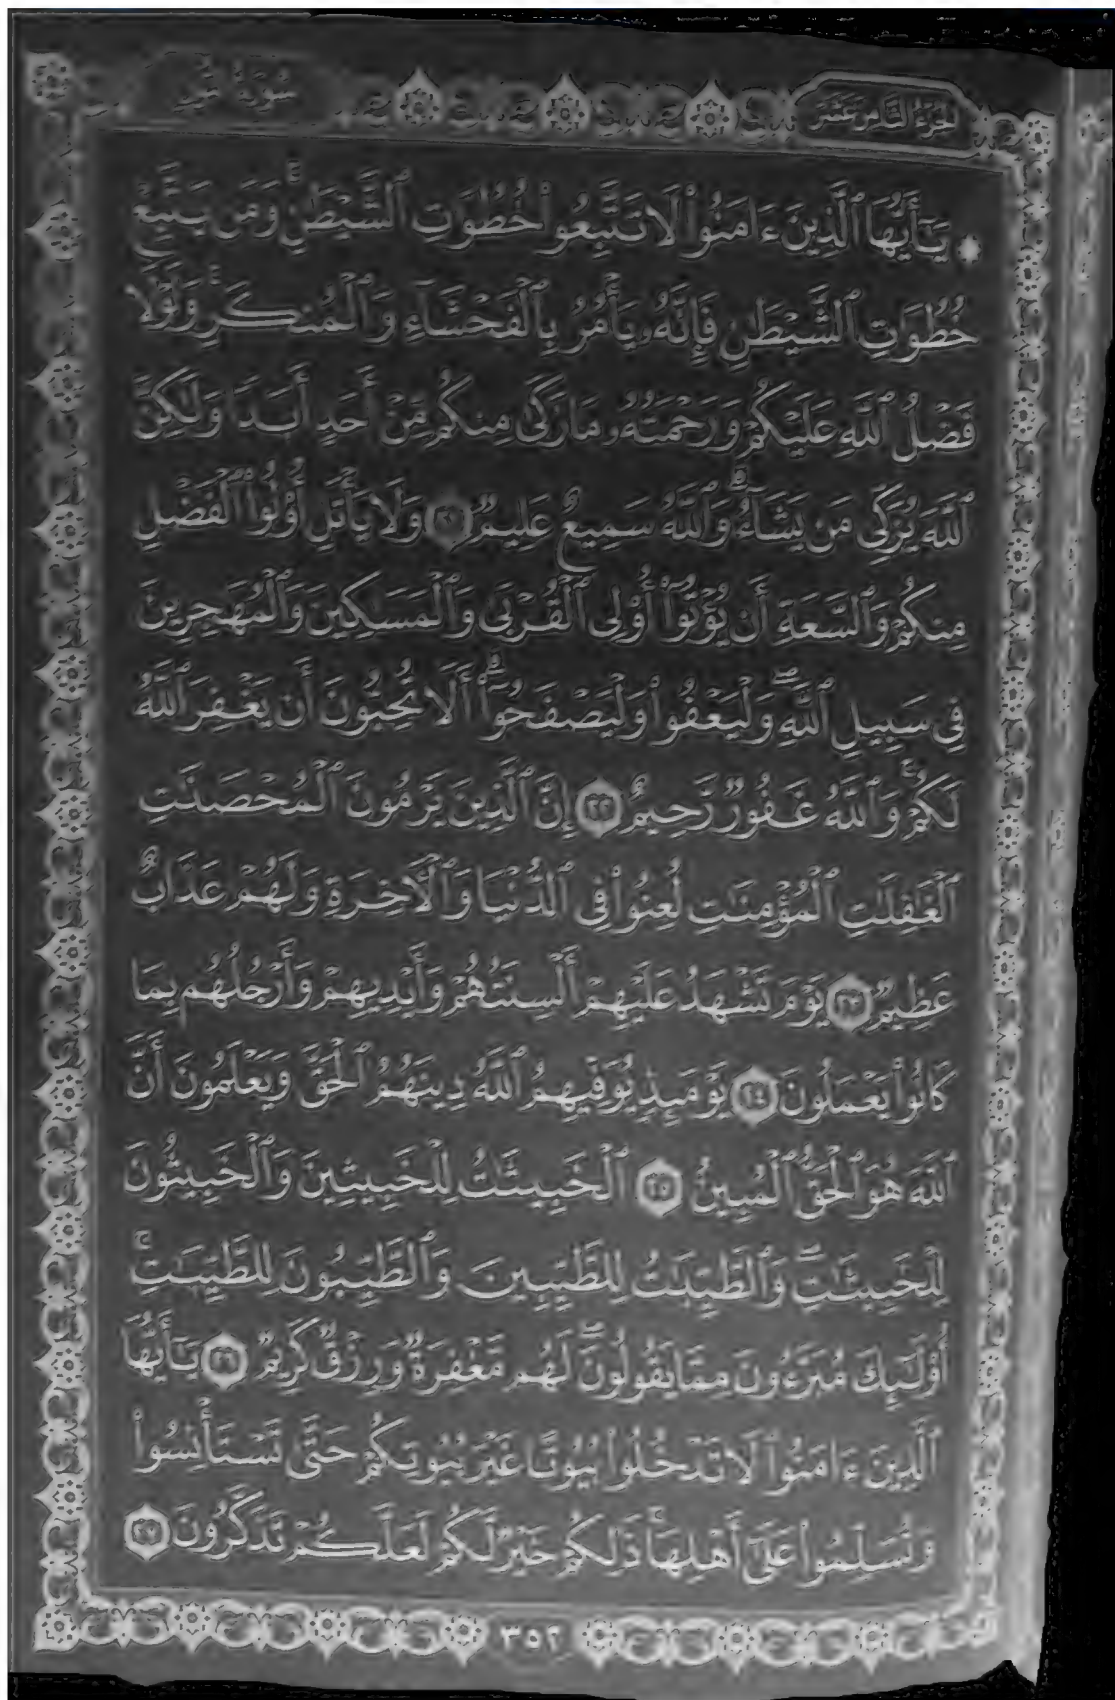 الجزء الثامن عشر
سورة
۞ يَٰٓأَيُّهَا ٱلَّذِينَ ءَامَنُوا۟ لَا تَتَّبِعُوا۟ خُطُوَٰتِ ٱلشَّيْطَٰنِ ۚ وَمَن يَتَّبِعْ
خُطُوَٰتِ ٱلشَّيْطَٰنِ فَإِنَّهُۥ يَأْمُرُ بِٱلْفَحْشَآءِ وَٱلْمُنكَرِ ۚ وَلَوْلَا
فَضْلُ ٱللَّهِ عَلَيْكُمْ وَرَحْمَتُهُۥ مَا زَكَىٰ مِنكُم مِّنْ أَحَدٍ أَبَدًا وَلَٰكِنَّ
ٱللَّهَ يُزَكِّى مَن يَشَآءُ ۗ وَٱللَّهُ سَمِيعٌ عَلِيمٌ ٢١ وَلَا يَأْتَلِ أُو۟لُوا۟ ٱلْفَضْلِ
مِنكُمْ وَٱلسَّعَةِ أَن يُؤْتُوٓا۟ أُو۟لِى ٱلْقُرْبَىٰ وَٱلْمَسَٰكِينَ وَٱلْمُهَٰجِرِينَ
فِى سَبِيلِ ٱللَّهِ ۖ وَلْيَعْفُوا۟ وَلْيَصْفَحُوٓا۟ ۗ أَلَا تُحِبُّونَ أَن يَغْفِرَ ٱللَّهُ
لَكُمْ ۚ وَٱللَّهُ غَفُورٌ رَّحِيمٌ ٢٢ إِنَّ ٱلَّذِينَ يَرْمُونَ ٱلْمُحْصَنَٰتِ
ٱلْغَٰفِلَٰتِ ٱلْمُؤْمِنَٰتِ لُعِنُوا۟ فِى ٱلدُّنْيَا وَٱلْءَاخِرَةِ وَلَهُمْ عَذَابٌ
عَظِيمٌ ٢٣ يَوْمَ تَشْهَدُ عَلَيْهِمْ أَلْسِنَتُهُمْ وَأَيْدِيهِمْ وَأَرْجُلُهُم بِمَا
كَانُوا۟ يَعْمَلُونَ ٢٤ يَوْمَئِذٍ يُوَفِّيهِمُ ٱللَّهُ دِينَهُمُ ٱلْحَقَّ وَيَعْلَمُونَ أَنَّ
ٱللَّهَ هُوَ ٱلْحَقُّ ٱلْمُبِينُ ٢٥ ٱلْخَبِيثَٰتُ لِلْخَبِيثِينَ وَٱلْخَبِيثُونَ
لِلْخَبِيثَٰتِ ۖ وَٱلطَّيِّبَٰتُ لِلطَّيِّبِينَ وَٱلطَّيِّبُونَ لِلطَّيِّبَٰتِ ۚ
أُو۟لَٰٓئِكَ مُبَرَّءُونَ مِمَّا يَقُولُونَ ۖ لَهُم مَّغْفِرَةٌ وَرِزْقٌ كَرِيمٌ ٢٦ يَٰٓأَيُّهَا
ٱلَّذِينَ ءَامَنُوا۟ لَا تَدْخُلُوا۟ بُيُوتًا غَيْرَ بُيُوتِكُمْ حَتَّىٰ تَسْتَأْنِسُوا۟
وَتُسَلِّمُوا۟ عَلَىٰٓ أَهْلِهَا ۚ ذَٰلِكُمْ خَيْرٌ لَّكُمْ لَعَلَّكُمْ تَذَكَّرُونَ ٢٧
٣٥٢